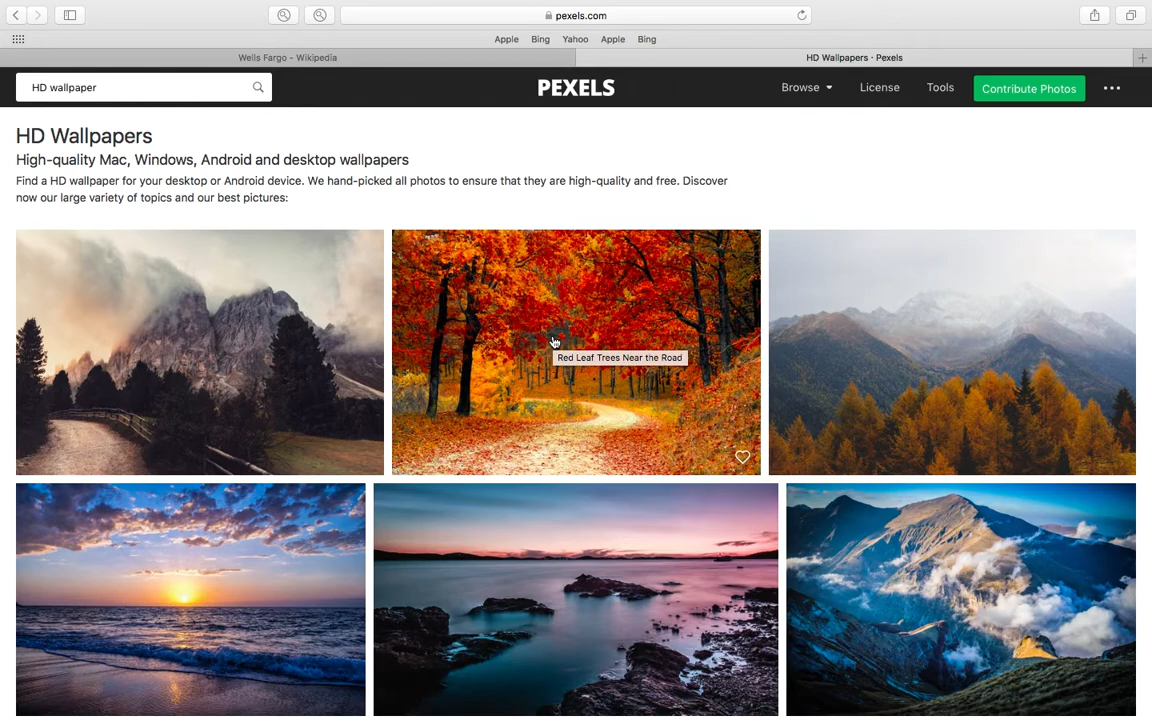 pexels.com
Apple Bing Yahoo Apple Bing
Wells Fargo - Wikipedia
HD Wallpapers · Pexels
HD wallpaper
PEXELS
Browse License Tools Contribute Photos
HD Wallpapers
High-quality Mac, Windows, Android and desktop wallpapers
Find a HD wallpaper for your desktop or Android device. We hand-picked all photos to ensure that they are high-quality and free. Discover
now our large variety of topics and our best pictures:
Red Leaf Trees Near the Road